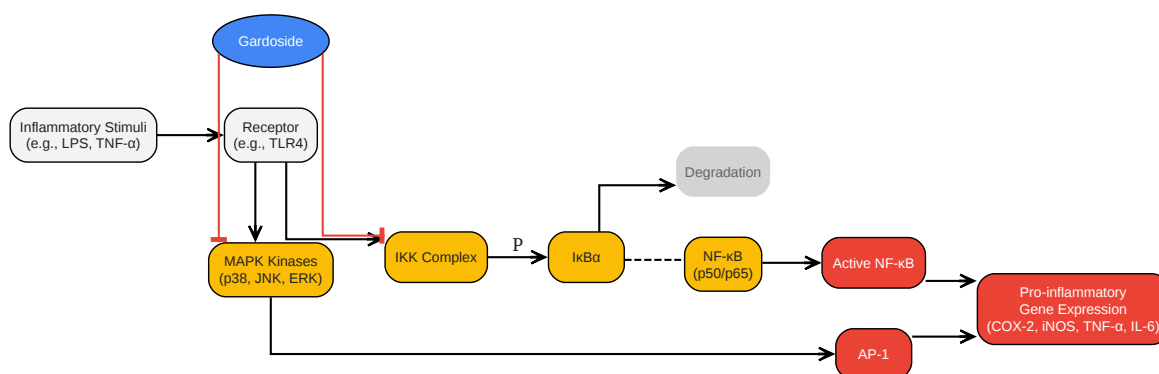 Gardoside
Inflammatory Stimuli
(e.g., LPS, TNF-α)
Receptor
(e.g., TLR4)
Degradation
MAPK Kinases
(p38, JNK, ERK)
IKK Complex
P
IκBα
NF-κB
(p50/p65)
Active NF-κB
Pro-inflammatory
Gene Expression
(COX-2, iNOS, TNF-α, IL-6)
AP-1